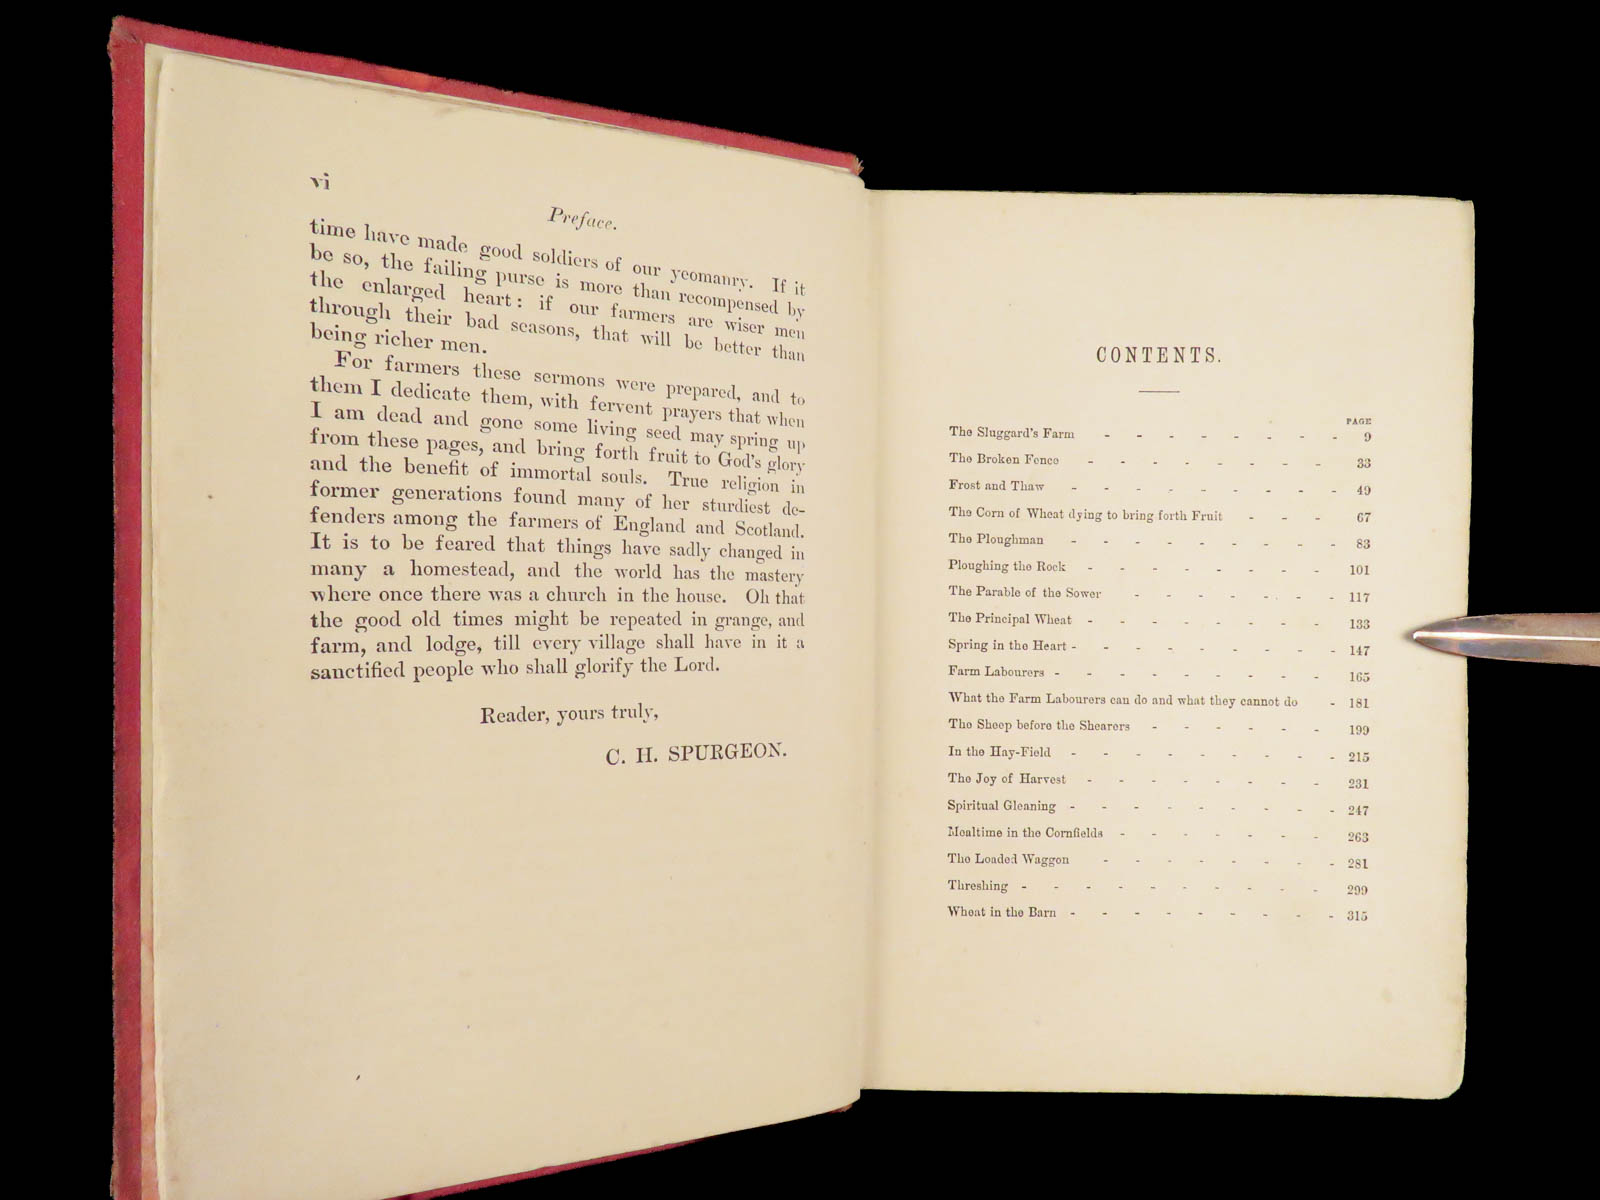 vi
Preface.
time have made good soldiers of our yeomanry. If it
be so, the failing purse is more than recompensed by
the enlarged heart: if our farmers are wiser men
through their bad seasons, that will be better than
being richer men.
For farmers these sermons were prepared, and to
them I dedicate them, with fervent prayers that when
I am dead and gone some living seed may spring up
from these pages, and bring forth fruit to God's glory
and the benefit of immortal souls. True religion in
former generations found many of her sturdiest de-
fenders among the farmers of England and Scotland.
It is to be feared that things have sadly changed in
many a homestead, and the world has the mastery
where once there was a church in the house. Oh that
the good old times might be repeated in grange, and
farm, and lodge, till every village shall have in it a
sanctified people who shall glorify the Lord.
Reader, yours truly,
C. H. SPURGEON.
CONTENTS.
PAGE
The Sluggard's Farm - - - - - - - - 9
The Broken Fence - - - - - - - - 33
Frost and Thaw - - - - - - - - - 49
The Corn of Wheat dying to bring forth Fruit - - - 67
The Ploughman - - - - - - - - - 83
Ploughing the Rock - - - - - - - - 101
The Parable of the Sower - - - - - - - 117
The Principal Wheat - - - - - - - - 133
Spring in the Heart - - - - - - - - - 147
Farm Labourers - - - - - - - - - 165
What the Farm Labourers can do and what they cannot do - 181
The Sheep before the Shearers - - - - - - 199
In the Hay-Field - - - - - - - - - 215
The Joy of Harvest - - - - - - - - 231
Spiritual Gleaning - - - - - - - - - 247
Mealtime in the Cornfields - - - - - - - 263
The Loaded Waggon - - - - - - - - 281
Threshing - - - - - - - - - - 299
Wheat in the Barn - - - - - - - - - 315